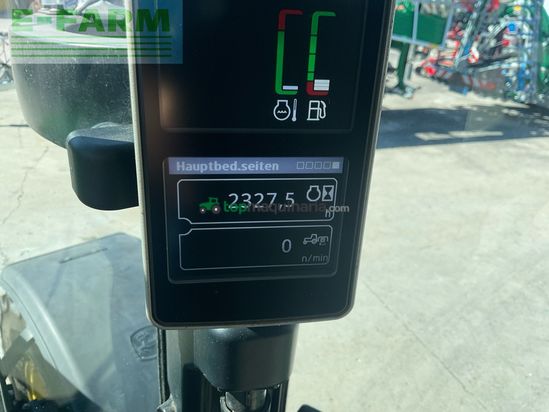 E-FARM
Hauptbed.seiten
2327,5
h
topmaquinaria.com
0
n/min